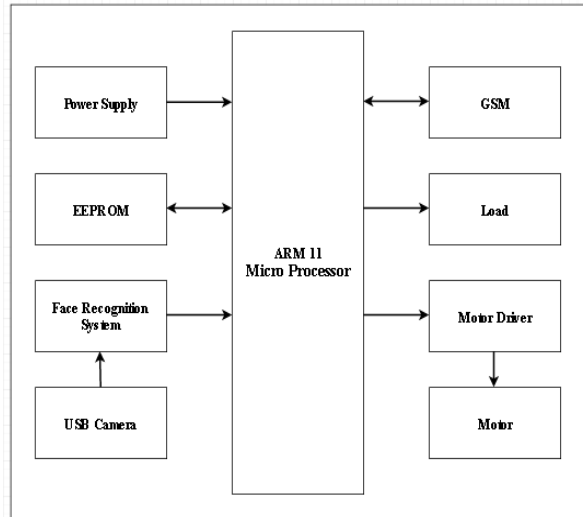 Power Supply
EEPROM
Face Recognition
System
USB Camera
ARM 11
Micro Processor
GSM
Load
Motor Driver
Motor